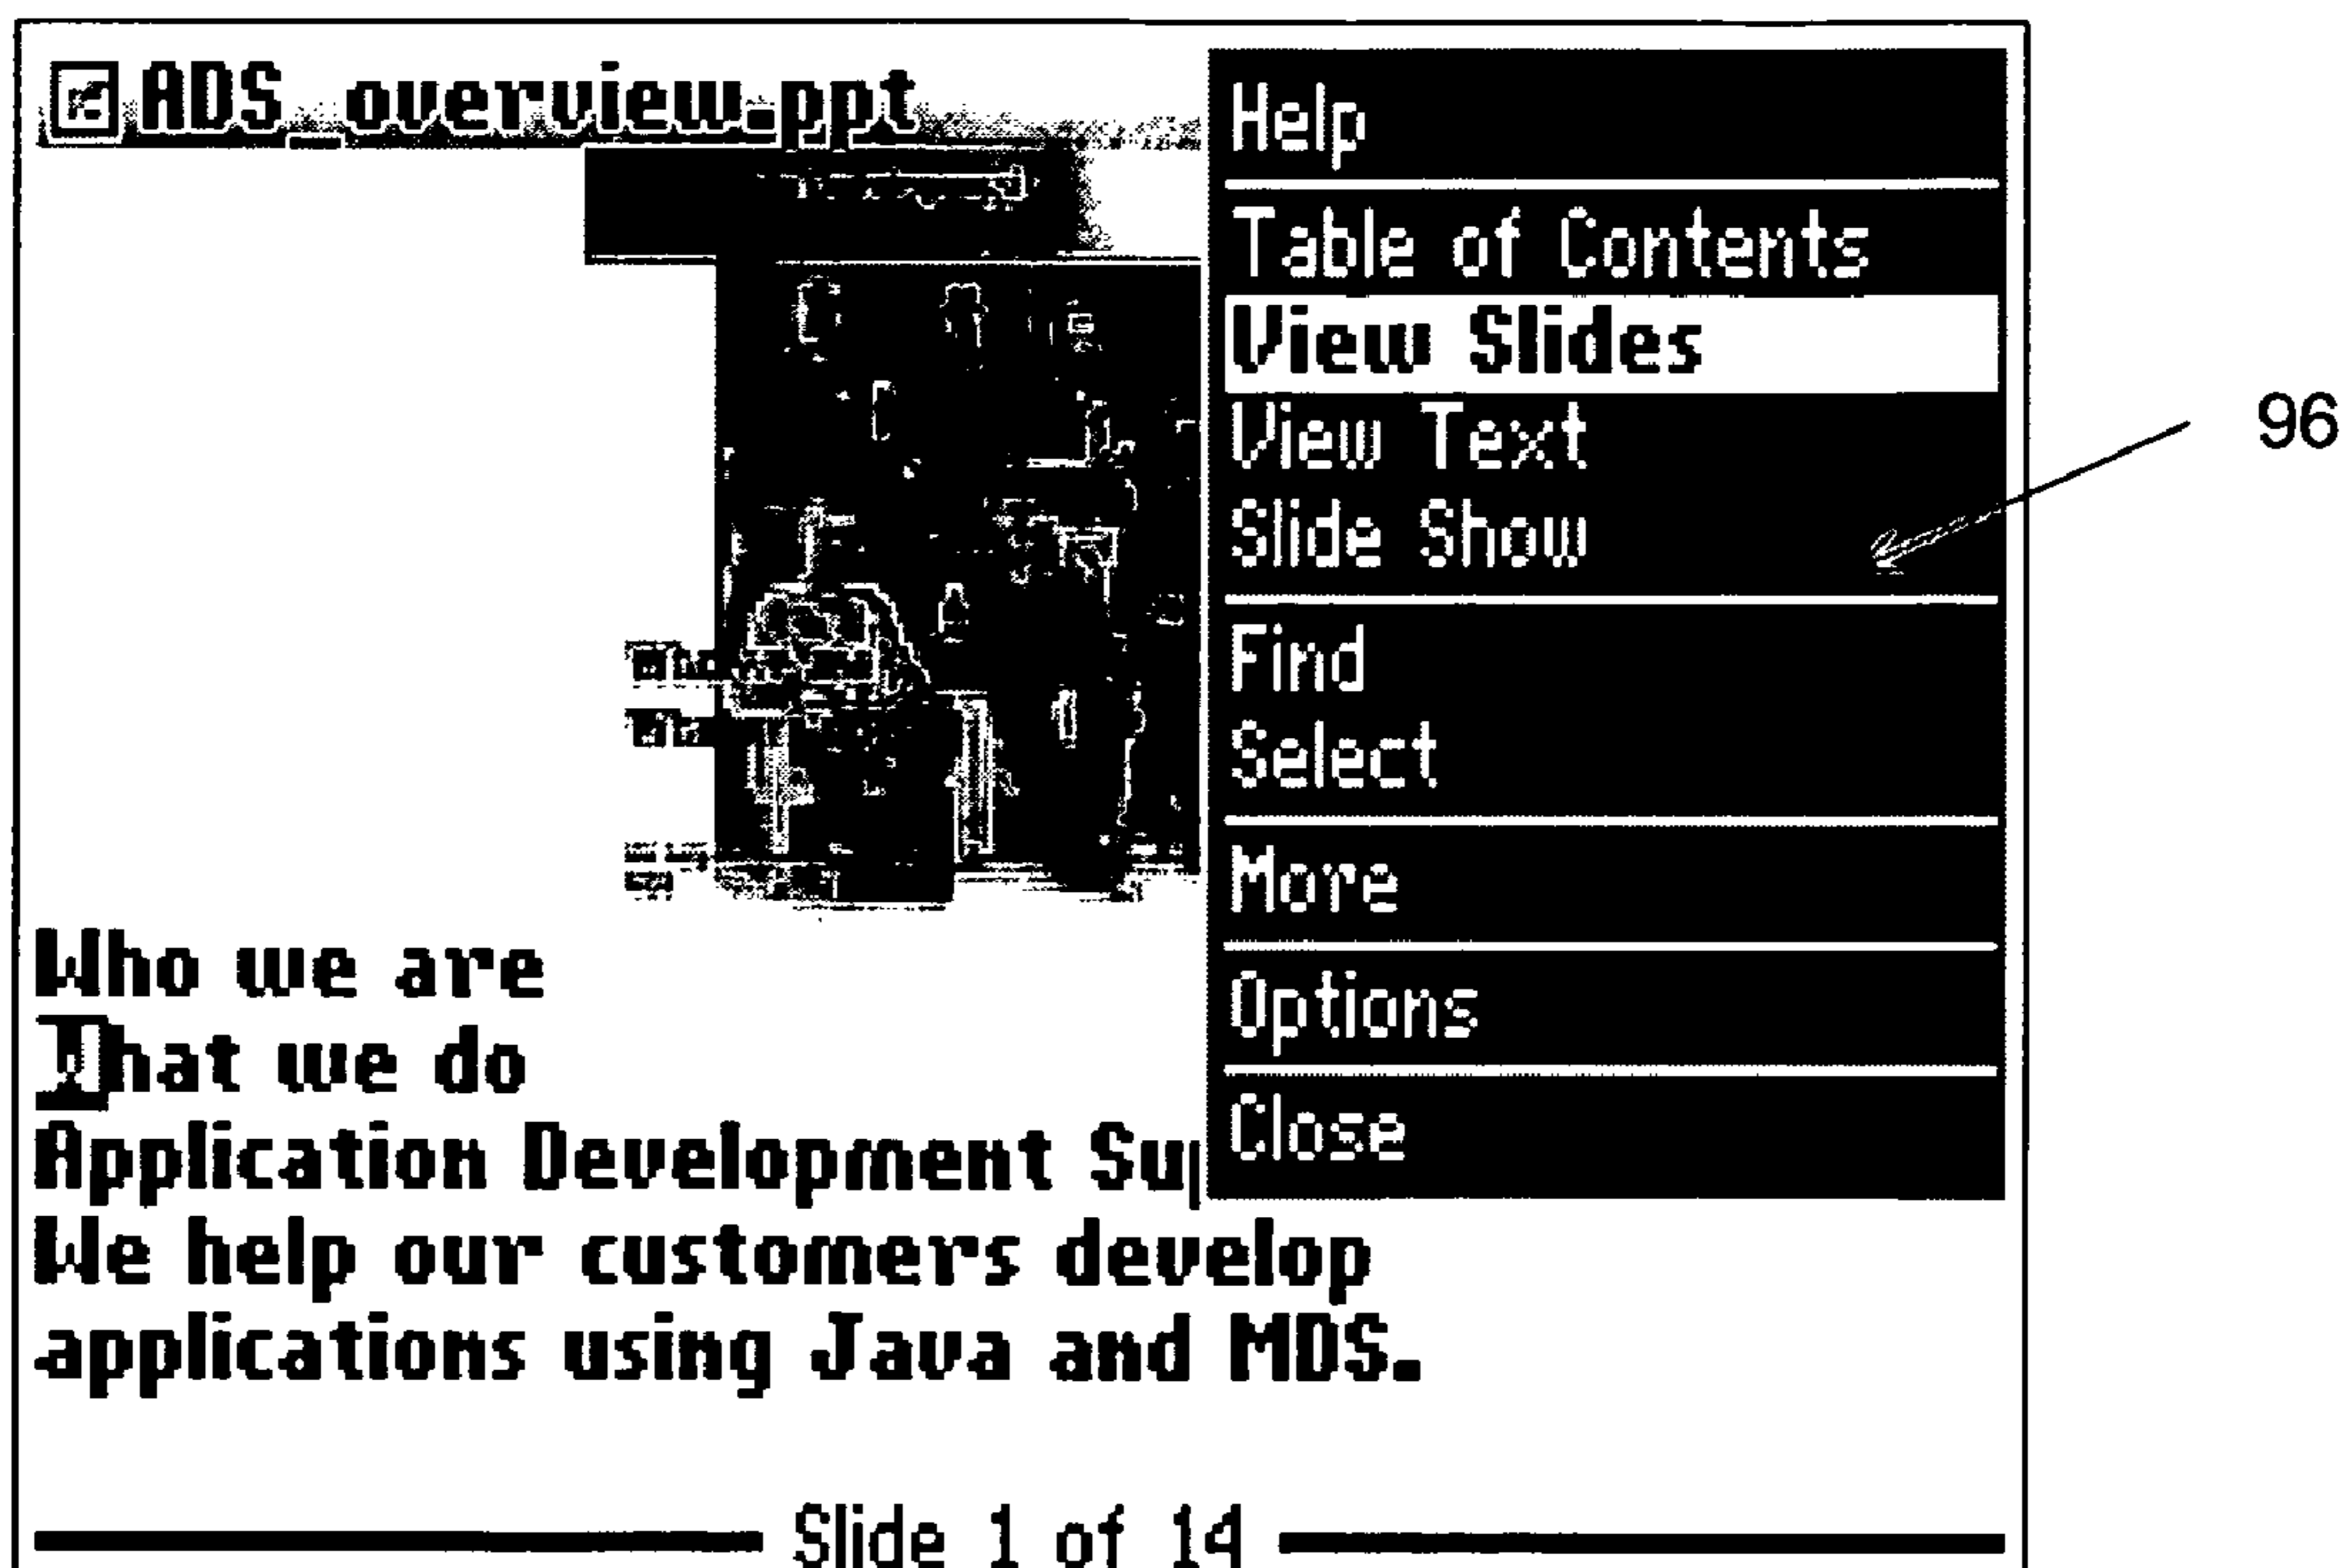 ADS_overview.ppt
Help
Table of Contents
View Slides
View Text
Slide Show
Find
Select
More
Options
Close
96
Who we are
What we do
Application Development Sup
We help our customers develop
applications using Java and MDS.
Slide 1 of 14